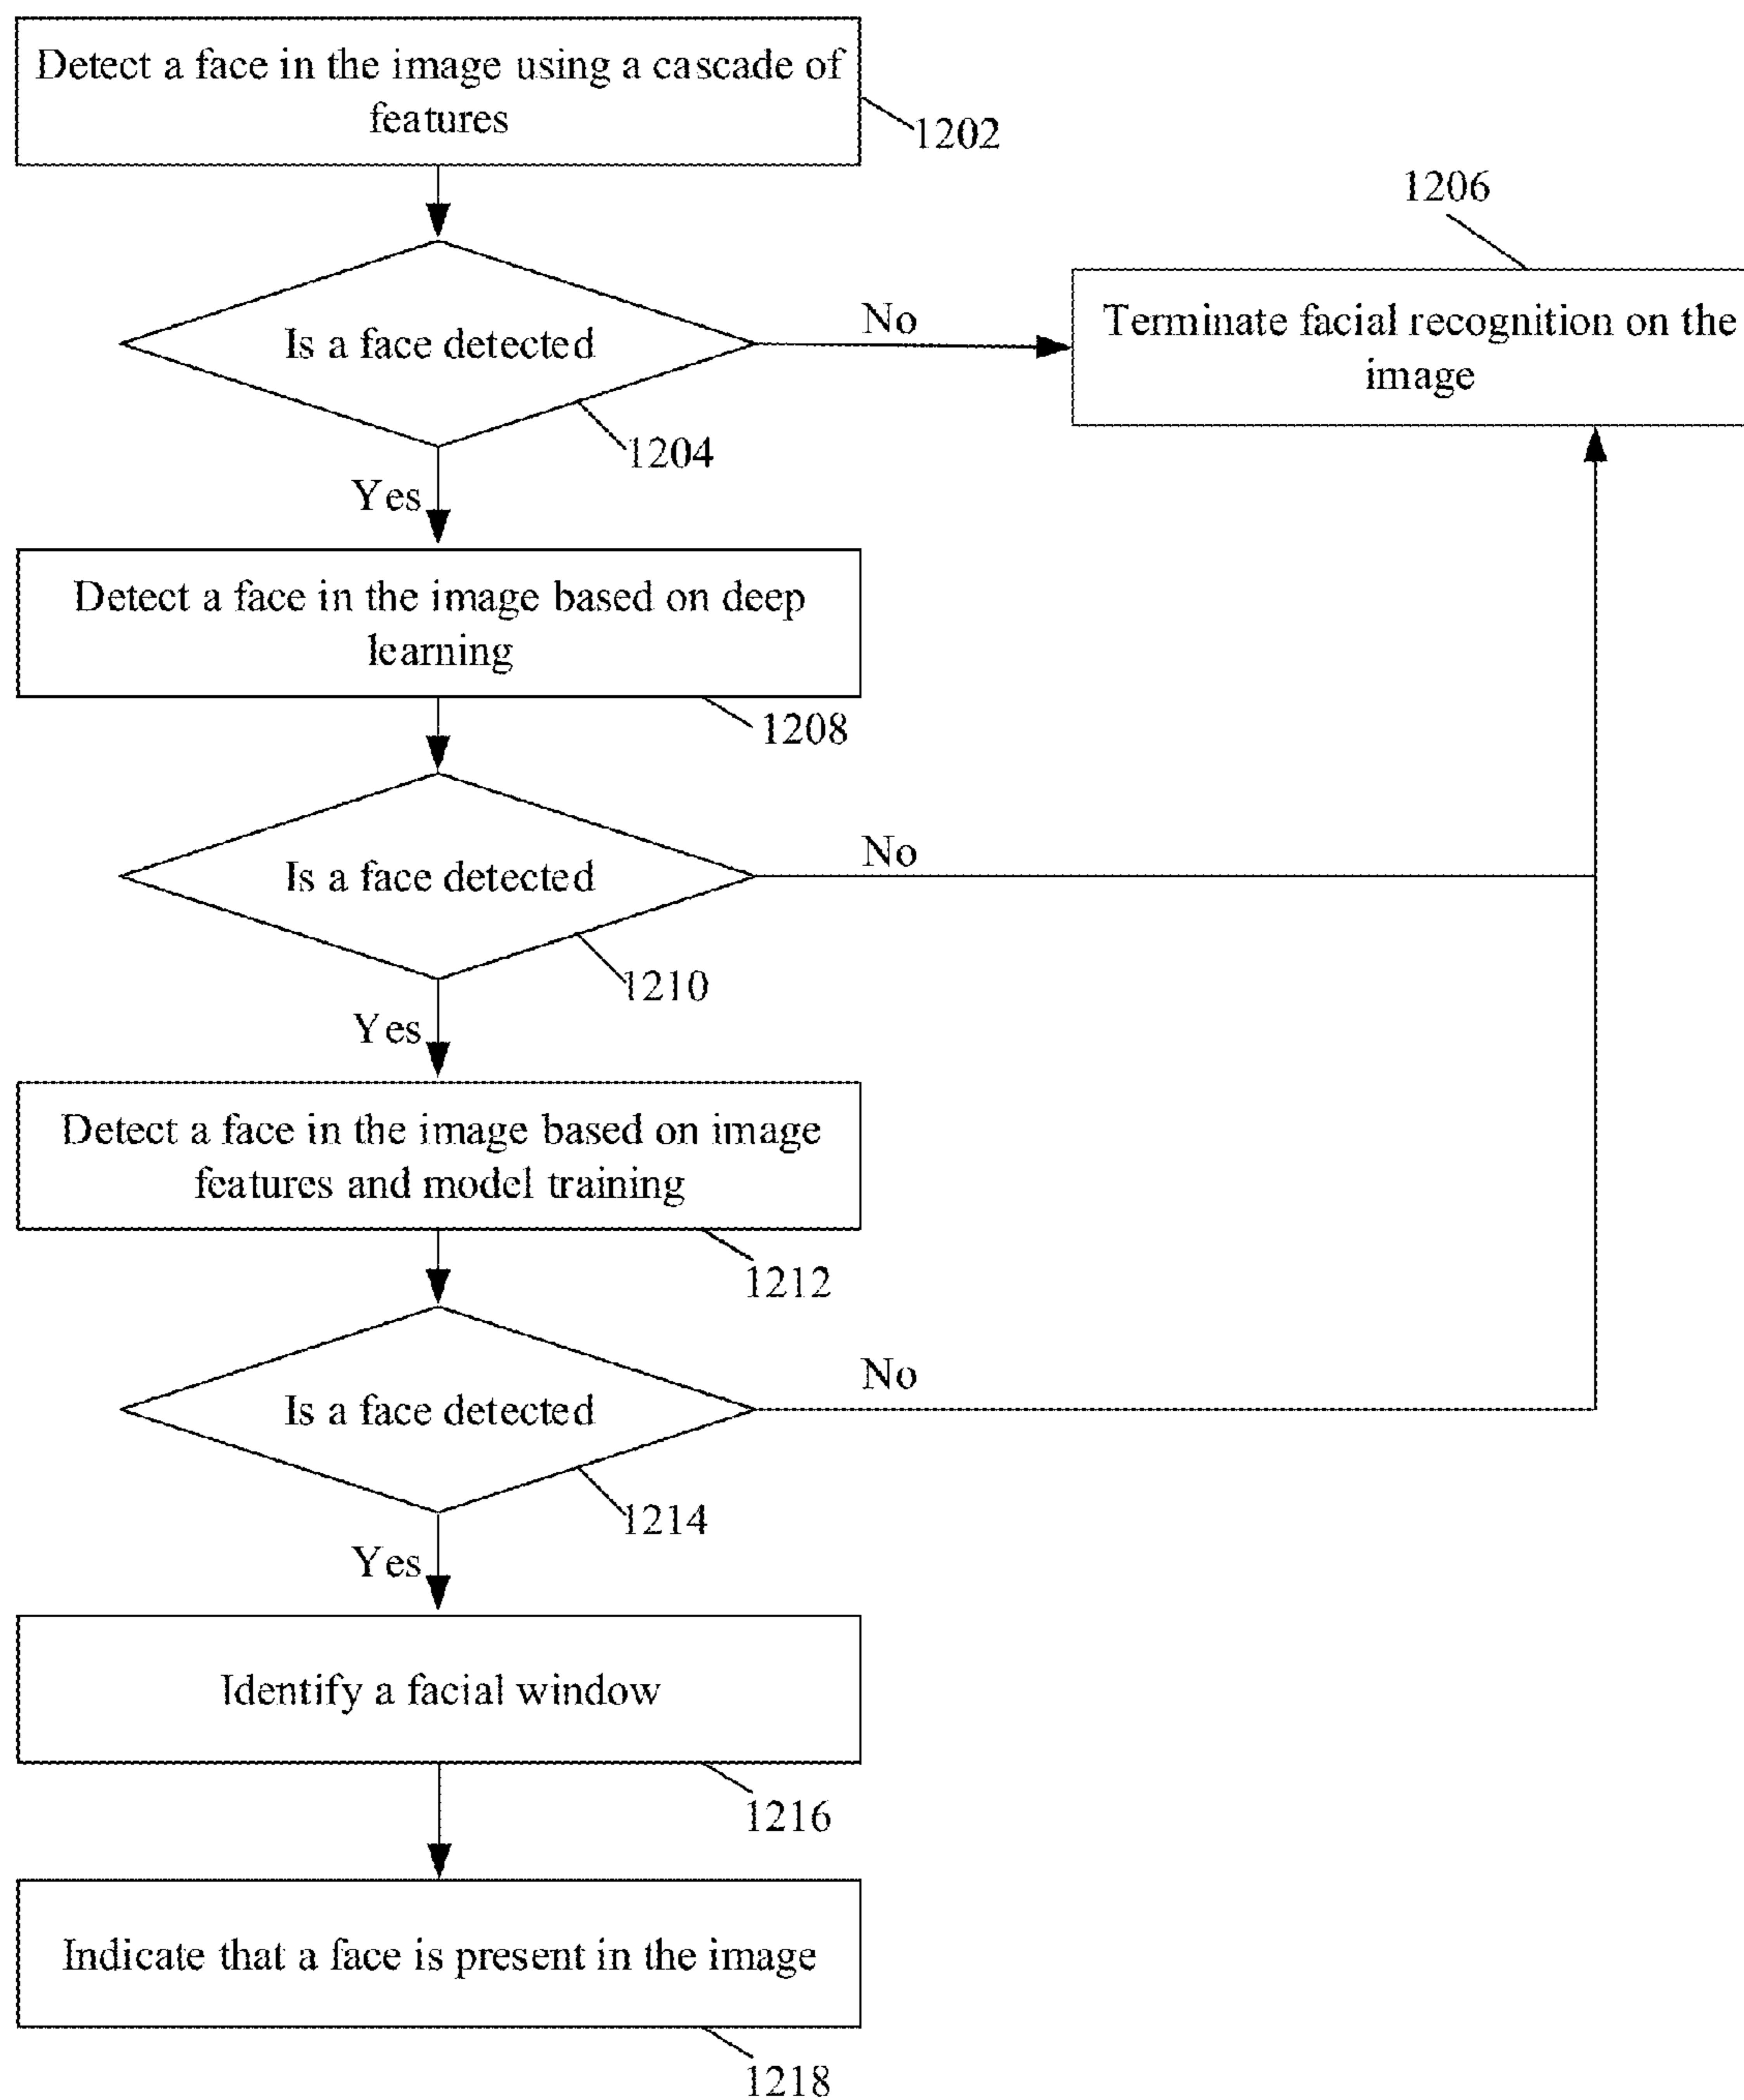 Detect a face in the image using a cascade of
features
1202
1206
Is a face detected
No
Terminate facial recognition on the
image
1204
Yes
Detect a face in the image based on deep
learning
1208
Is a face detected
No
1210
Yes
Detect a face in the image based on image
features and model training
1212
Is a face detected
No
1214
Yes
Identify a facial window
1216
Indicate that a face is present in the image
1218